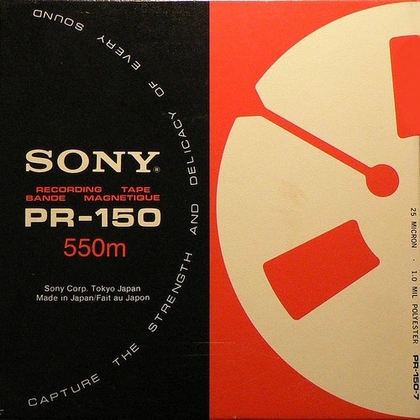 SONY®
RECORDING TAPE
BANDE MAGNETIQUE
PR-150
550m
Sony Corp. Tokyo Japan
Made in Japan/Fait au Japon
CAPTURE THE STRENGTH AND DELICACY OF EVERY SOUND
25 MICRON · 1.0 MIL POLYESTER PR-150-7